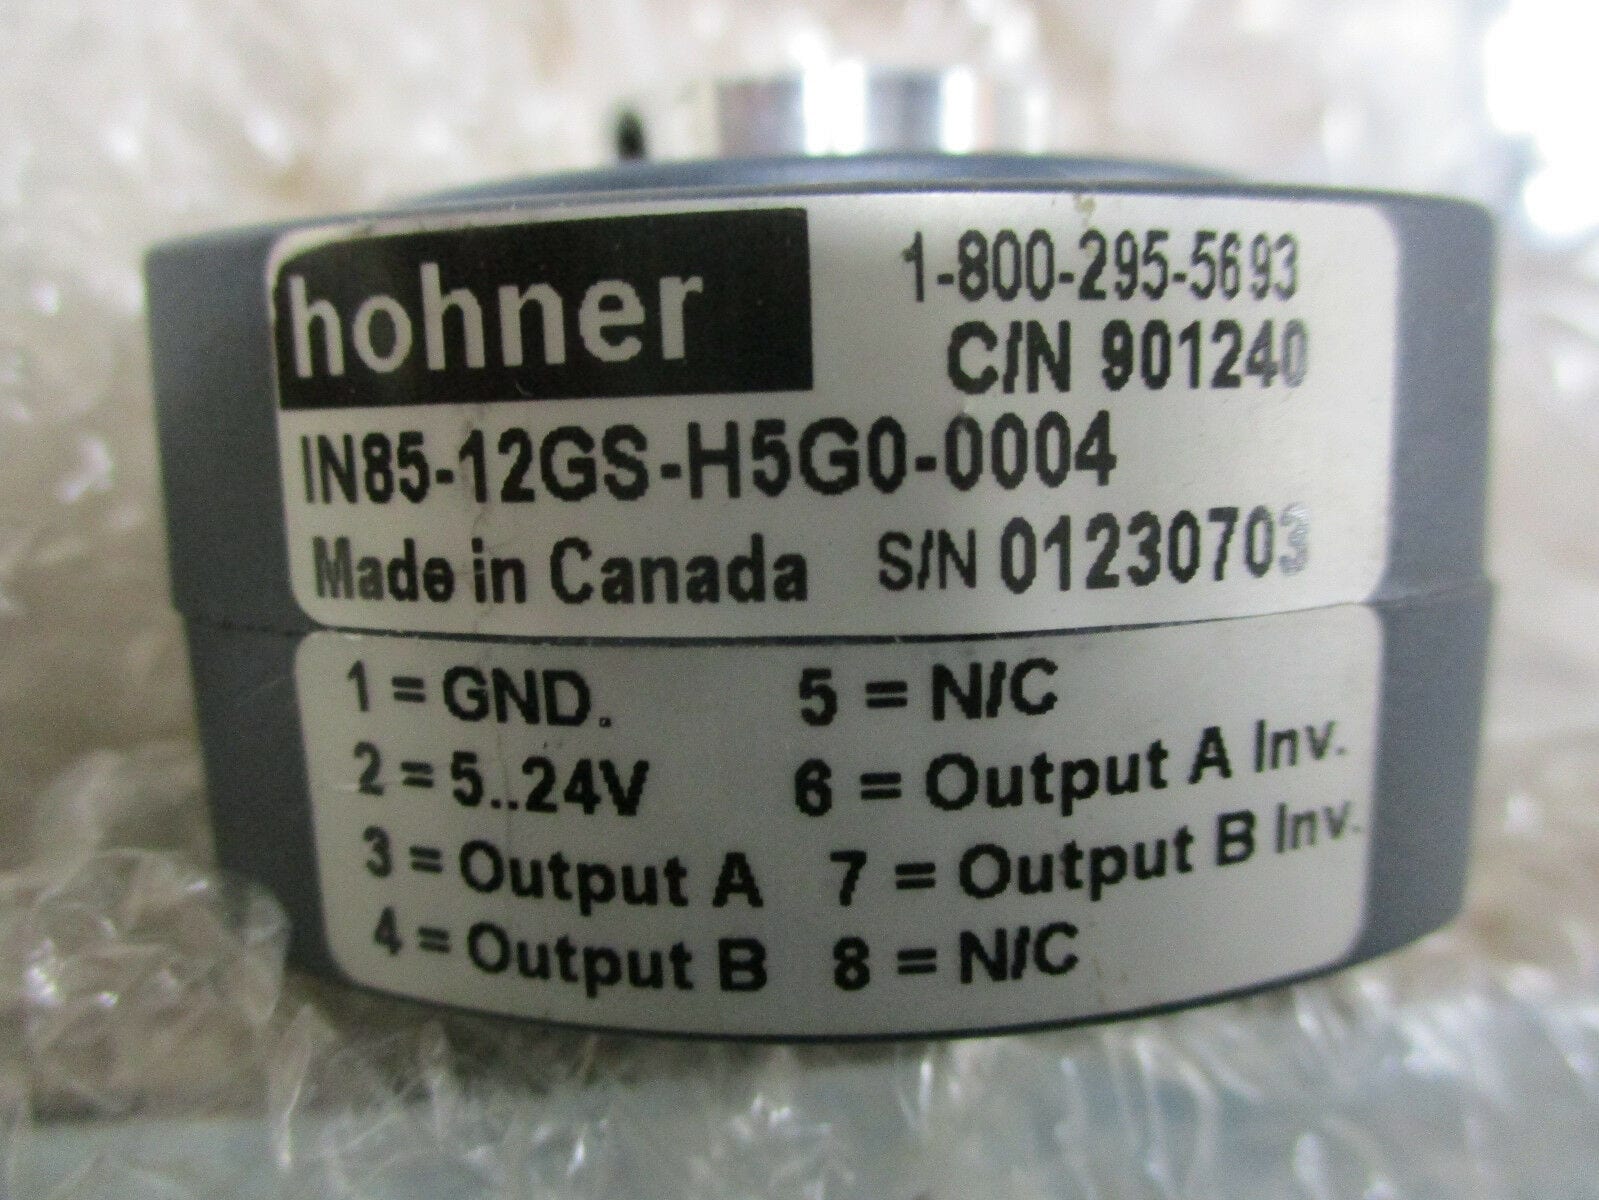 hohner
1-800-295-5693
C/N 901240
IN85-12GS-H5G0-0004
Made in Canada S/N 01230703
1 = GND. 5 = N/C
2 = 5..24V 6 = Output A Inv.
3 = Output A 7 = Output B Inv.
4 = Output B 8 = N/C